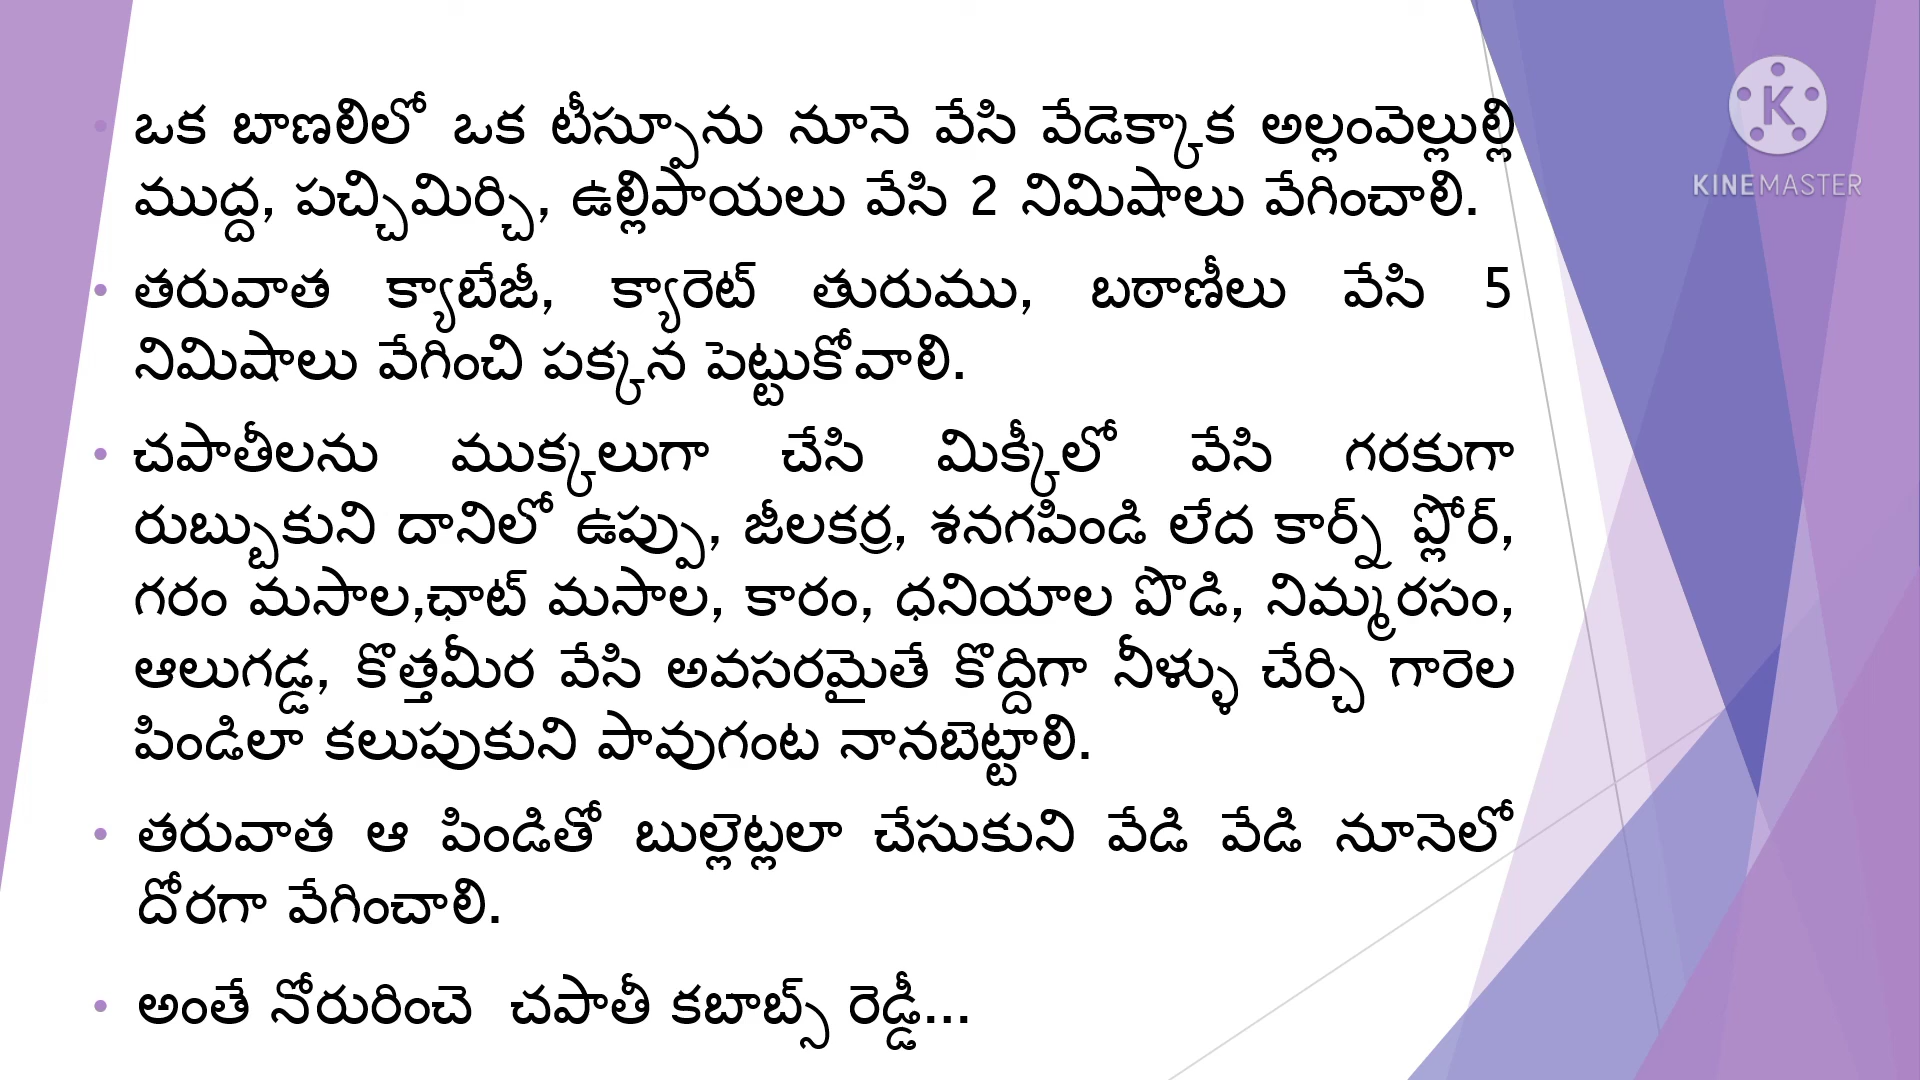 ఒక బాణలిలో ఒక టీస్పూను నూనె వేసి వేడెక్కాక అల్లంవెల్లుల్లి
ముద్ద, పచ్చిమిర్చి, ఉల్లిపాయలు వేసి 2 నిమిషాలు వేగించాలి.
తరువాత క్యాబేజీ, క్యారెట్ తురుము, బఠాణీలు వేసి 5
నిమిషాలు వేగించి పక్కన పెట్టుకోవాలి.
చపాతీలను ముక్కలుగా చేసి మిక్కీలో వేసి గరకుగా
రుబ్బుకుని దానిలో ఉప్పు, జీలకర్ర, శనగపిండి లేద కార్న్ ప్లోర్,
గరం మసాల,ఛాట్ మసాల, కారం, ధనియాల పొడి, నిమ్మరసం,
ఆలుగడ్డ, కొత్తమీర వేసి అవసరమైతే కొద్దిగా నీళ్ళు చేర్చి గారెల
పిండిలా కలుపుకుని పావుగంట నానబెట్టాలి.
తరువాత ఆ పిండితో బుల్లెట్లలా చేసుకుని వేడి వేడి నూనెలో
దోరగా వేగించాలి.
అంతే నోరురించె చపాతీ కబాబ్స్ రెడ్డీ...
KINEMASTER